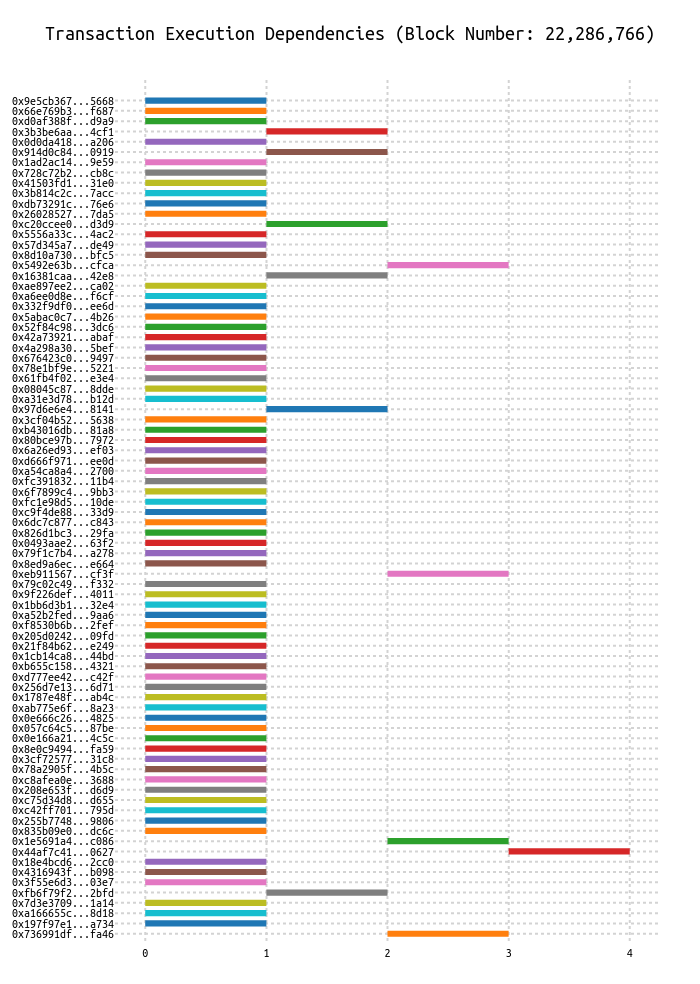 Transaction Execution Dependencies (Block Number: 22,286,766)
0x9e5cb367...5668
0x66e769b3...f687
0xd0af388f...d9a9
0x3b3be6aa...4cf1
0x0d0da418...a206
0x914d0c84...0919
0x1ad2ac14...9e59
0x728c72b2...cb8c
0x41503fd1...31e0
0x3b814c2c...7acc
0xdb73291c...76e6
0x26028527...7da5
0xc20ccee0...d3d9
0x5556a33c...4ac2
0x57d345a7...de49
0x8d10a730...bfc5
0x5492e63b...cfca
0x16381caa...42e8
0xae897ee2...ca02
0xa6ee0d8e...f6cf
0x332f9df0...ee6d
0x5abac0c7...4b26
0x52f84c98...3dc6
0x42a73921...abaf
0x4a298a30...5bef
0x676423c0...9497
0x78e1bf9e...5221
0x61fb4f02...e3e4
0x08045c87...8dde
0xa31e3d78...b12d
0x97d6e6e4...8141
0x3cf04b52...5638
0xb43016db...81a8
0x80bce97b...7972
0x6a26ed93...ef03
0xd666f971...ee0d
0xa54ca8a4...2700
0xfc391832...11b4
0x6f7899c4...9bb3
0xfc1e98d5...10de
0xc9f4de88...33d9
0x6dc7c877...c843
0x826d1bc3...29fa
0x0493aae2...63f2
0x79f1c7b4...a278
0x8ed9a6ec...e664
0xeb911567...cf3f
0x79c02c49...f332
0x9f226def...4011
0x1bb6d3b1...32e4
0xa52b2fed...9aa6
0xf8530b6b...2fef
0x205d0242...09fd
0x21f84b62...e249
0x1cb14ca8...44bd
0xb655c158...4321
0xd777ee42...c42f
0x256d7e13...6d71
0x1787e48f...ab4c
0xab775e6f...8a23
0x0e666c26...4825
0x057c64c5...87be
0x0e166a21...4c5c
0x8e0c9494...fa59
0x3cf72577...31c8
0x78a2905f...4b5c
0xc8afea0e...3688
0x208e653f...d6d9
0xc75d34d8...d655
0xc42ff701...795d
0x255b7748...9806
0x835b09e0...dc6c
0x1e5691a4...c086
0x44af7c41...0627
0x18e4bcd6...2cc0
0x4316943f...b098
0x3f55e6d3...03e7
0xfb6f79f2...2bfd
0x7d3e3709...1a14
0xa166655c...8d18
0x197f97e1...a734
0x736991df...fa46
0 1 2 3 4